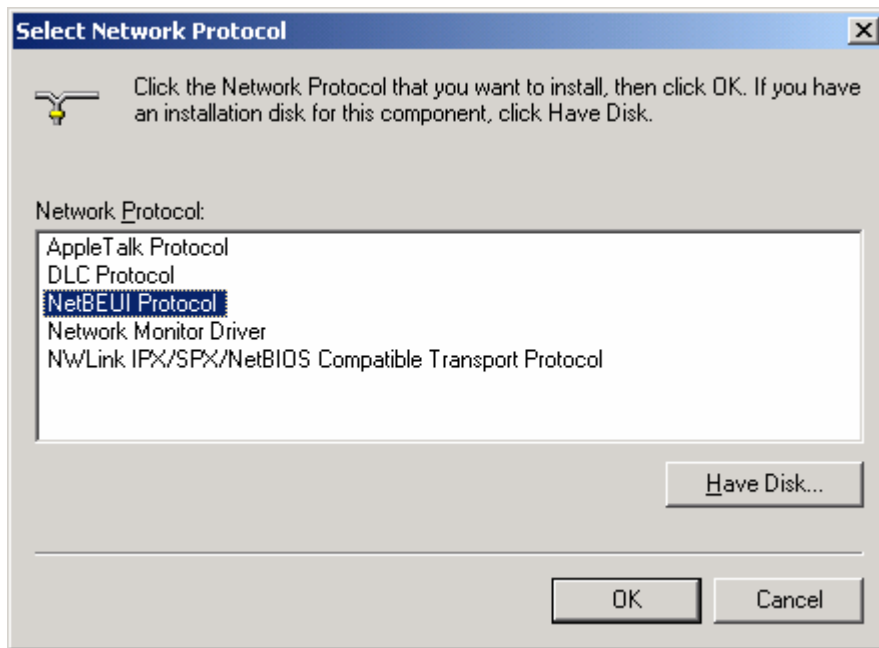 Select Network Protocol
Click the Network Protocol that you want to install, then click OK. If you have
an installation disk for this component, click Have Disk.
Network Protocol:
AppleTalk Protocol
DLC Protocol
NetBEUI Protocol
Network Monitor Driver
NWLink IPX/SPX/NetBIOS Compatible Transport Protocol
Have Disk...
OK
Cancel